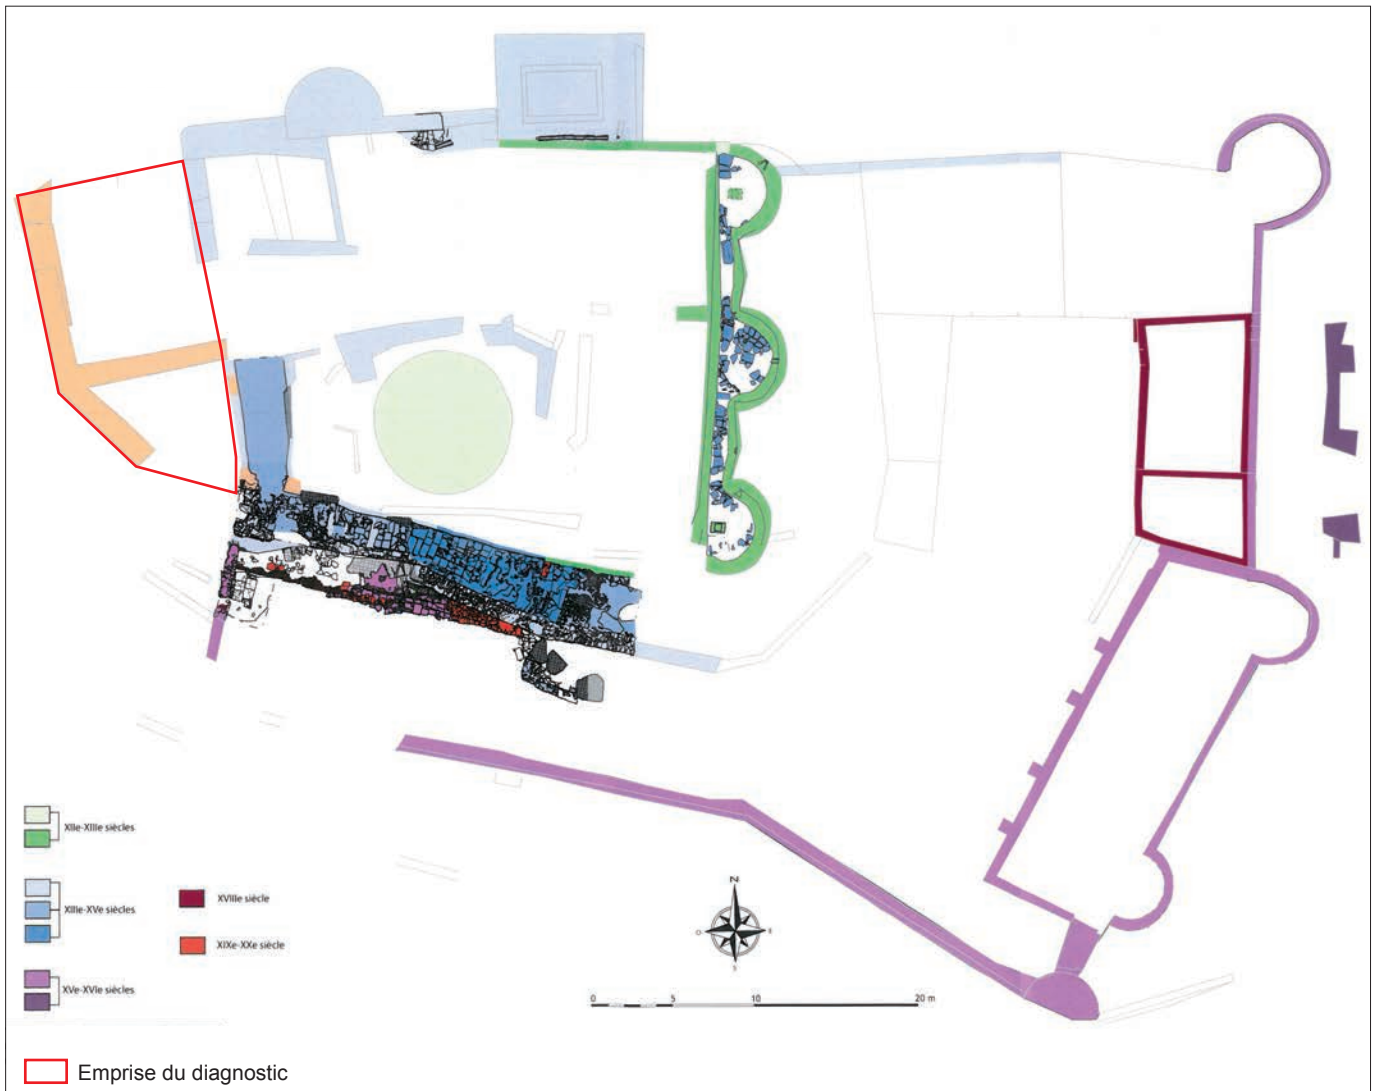 XIIe-XIIIe siècles
XIIIe-XVe siècles
XVIIIe siècle
XIXe-XXe siècle
XVe-XVIe siècles
N
O
E
S
0 5 10 20 m
Emprise du diagnostic